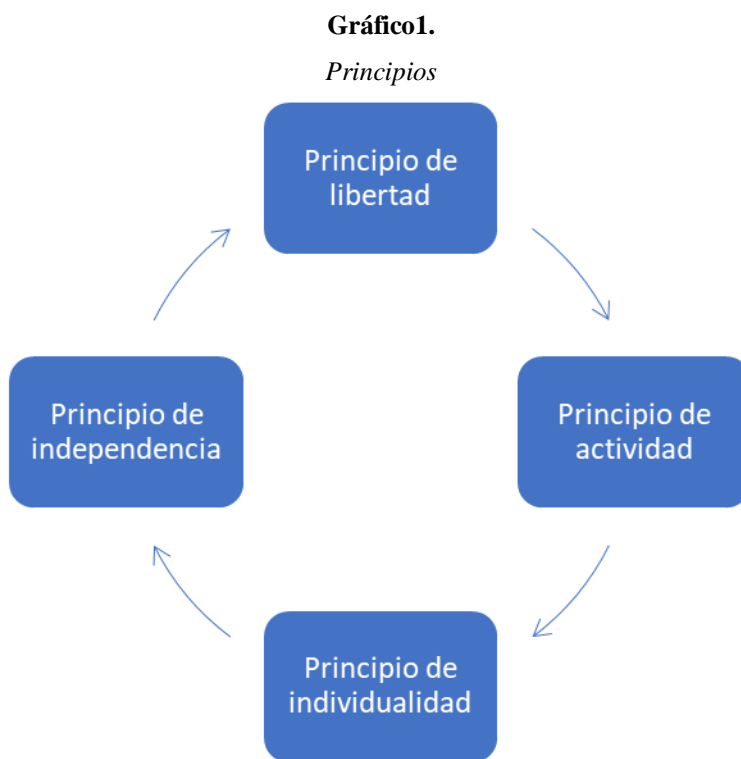 Gráfico1.
Principios
Principio de
libertad
Principio de
independencia
Principio de
actividad
Principio de
individualidad